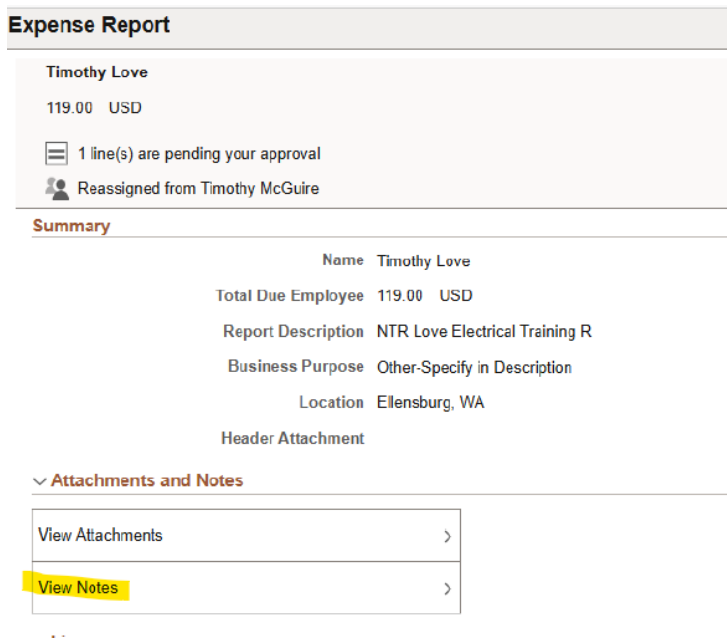 Expense Report
Timothy Love
119.00 USD
1 line(s) are pending your approval
Reassigned from Timothy McGuire
Summary
Name Timothy Love
Total Due Employee 119.00 USD
Report Description NTR Love Electrical Training R
Business Purpose Other-Specify in Description
Location Ellensburg, WA
Header Attachment
Attachments and Notes
View Attachments
View Notes